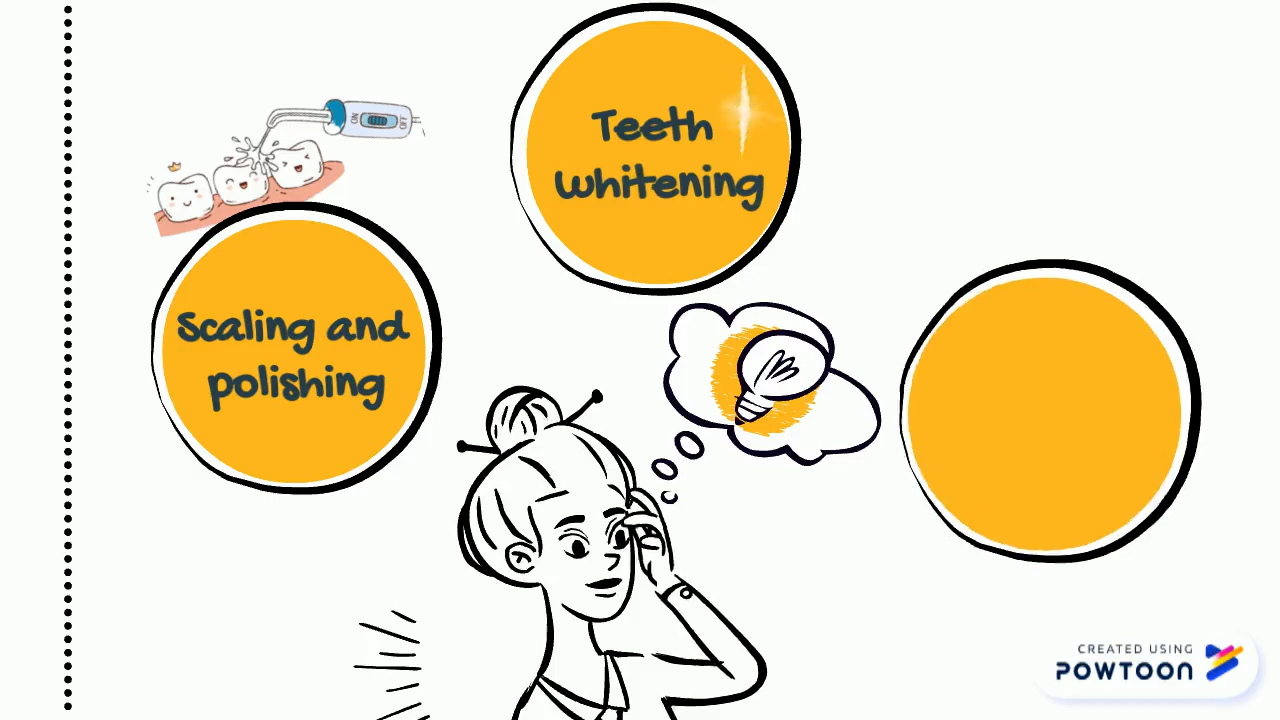 ON
OFF
Teeth
whitening
Scaling and
polishing
CREATED USING
POWTOON